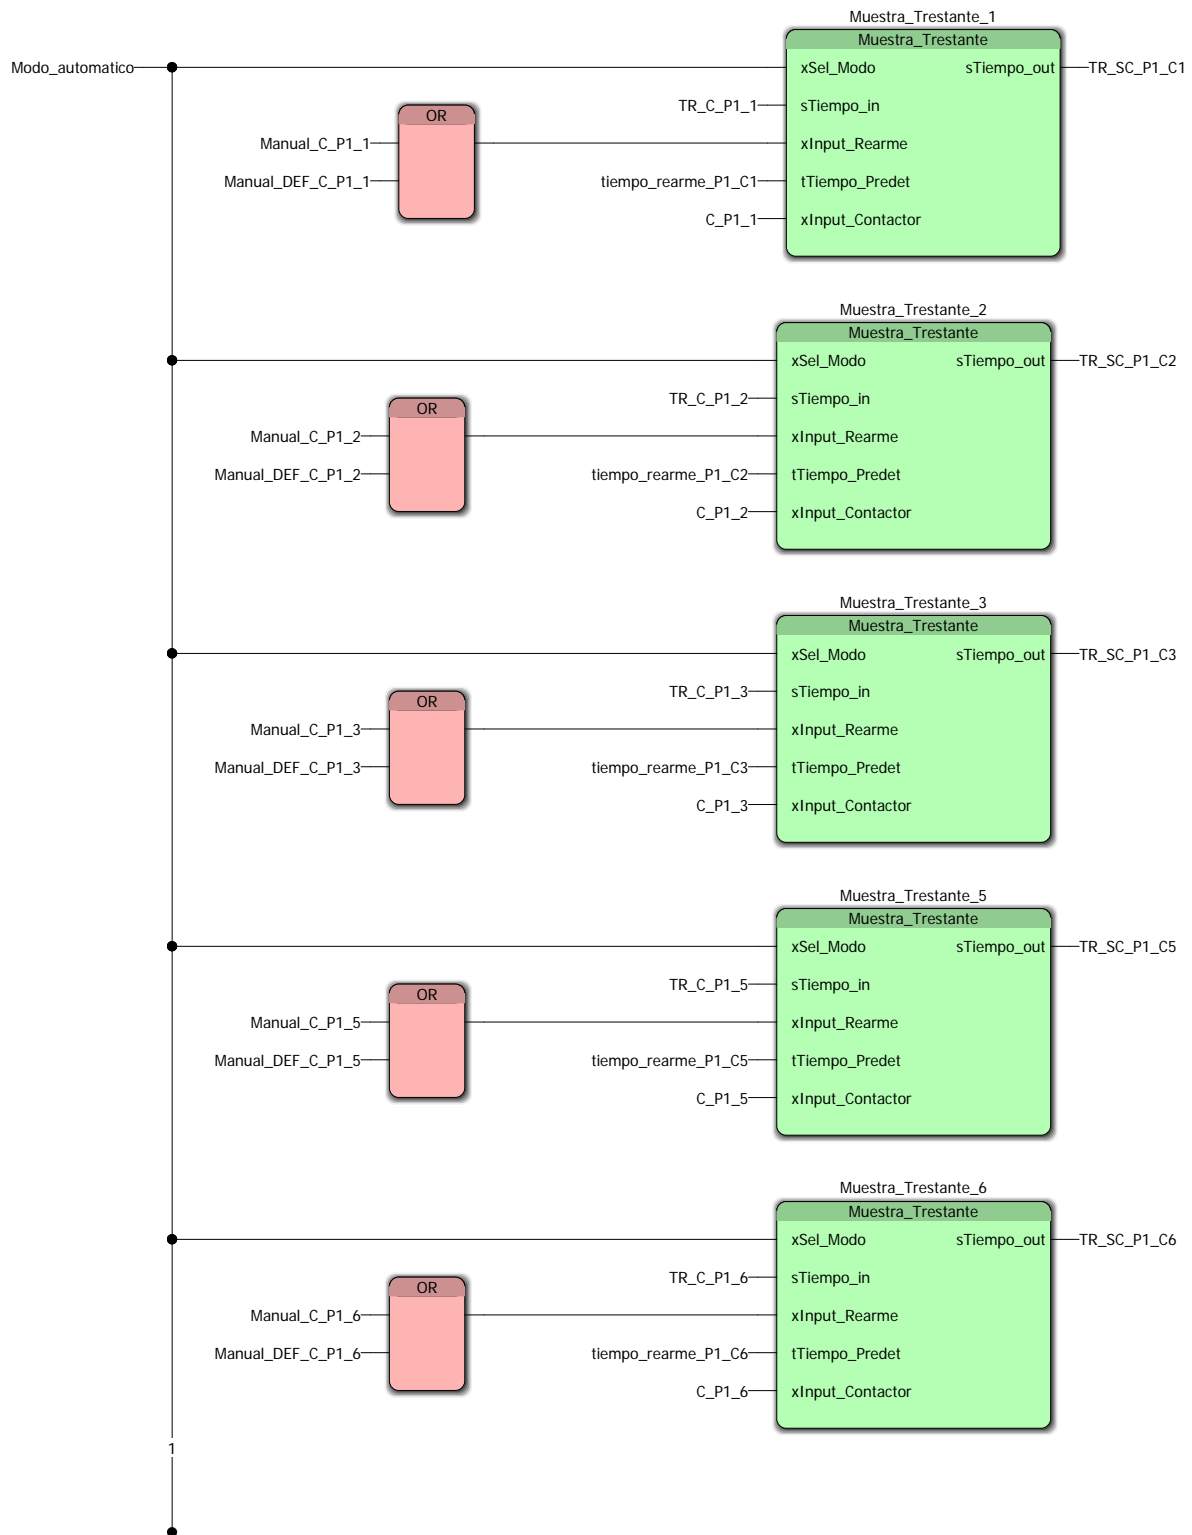 Muestra_Trestante_1
Muestra_Trestante
Modo_automatico
xSel_Modo sTiempo_out TR_SC_P1_C1
TR_C_P1_1 sTiempo_in
OR
Manual_C_P1_1 xInput_Rearme
Manual_DEF_C_P1_1 tiempo_rearme_P1_C1 tTiempo_Predet
C_P1_1 xInput_Contactor
Muestra_Trestante_2
Muestra_Trestante
xSel_Modo sTiempo_out TR_SC_P1_C2
TR_C_P1_2 sTiempo_in
OR
Manual_C_P1_2 xInput_Rearme
Manual_DEF_C_P1_2 tiempo_rearme_P1_C2 tTiempo_Predet
C_P1_2 xInput_Contactor
Muestra_Trestante_3
Muestra_Trestante
xSel_Modo sTiempo_out TR_SC_P1_C3
TR_C_P1_3 sTiempo_in
OR
Manual_C_P1_3 xInput_Rearme
Manual_DEF_C_P1_3 tiempo_rearme_P1_C3 tTiempo_Predet
C_P1_3 xInput_Contactor
Muestra_Trestante_5
Muestra_Trestante
xSel_Modo sTiempo_out TR_SC_P1_C5
TR_C_P1_5 sTiempo_in
OR
Manual_C_P1_5 xInput_Rearme
Manual_DEF_C_P1_5 tiempo_rearme_P1_C5 tTiempo_Predet
C_P1_5 xInput_Contactor
Muestra_Trestante_6
Muestra_Trestante
xSel_Modo sTiempo_out TR_SC_P1_C6
TR_C_P1_6 sTiempo_in
OR
Manual_C_P1_6 xInput_Rearme
Manual_DEF_C_P1_6 tiempo_rearme_P1_C6 tTiempo_Predet
C_P1_6 xInput_Contactor
1